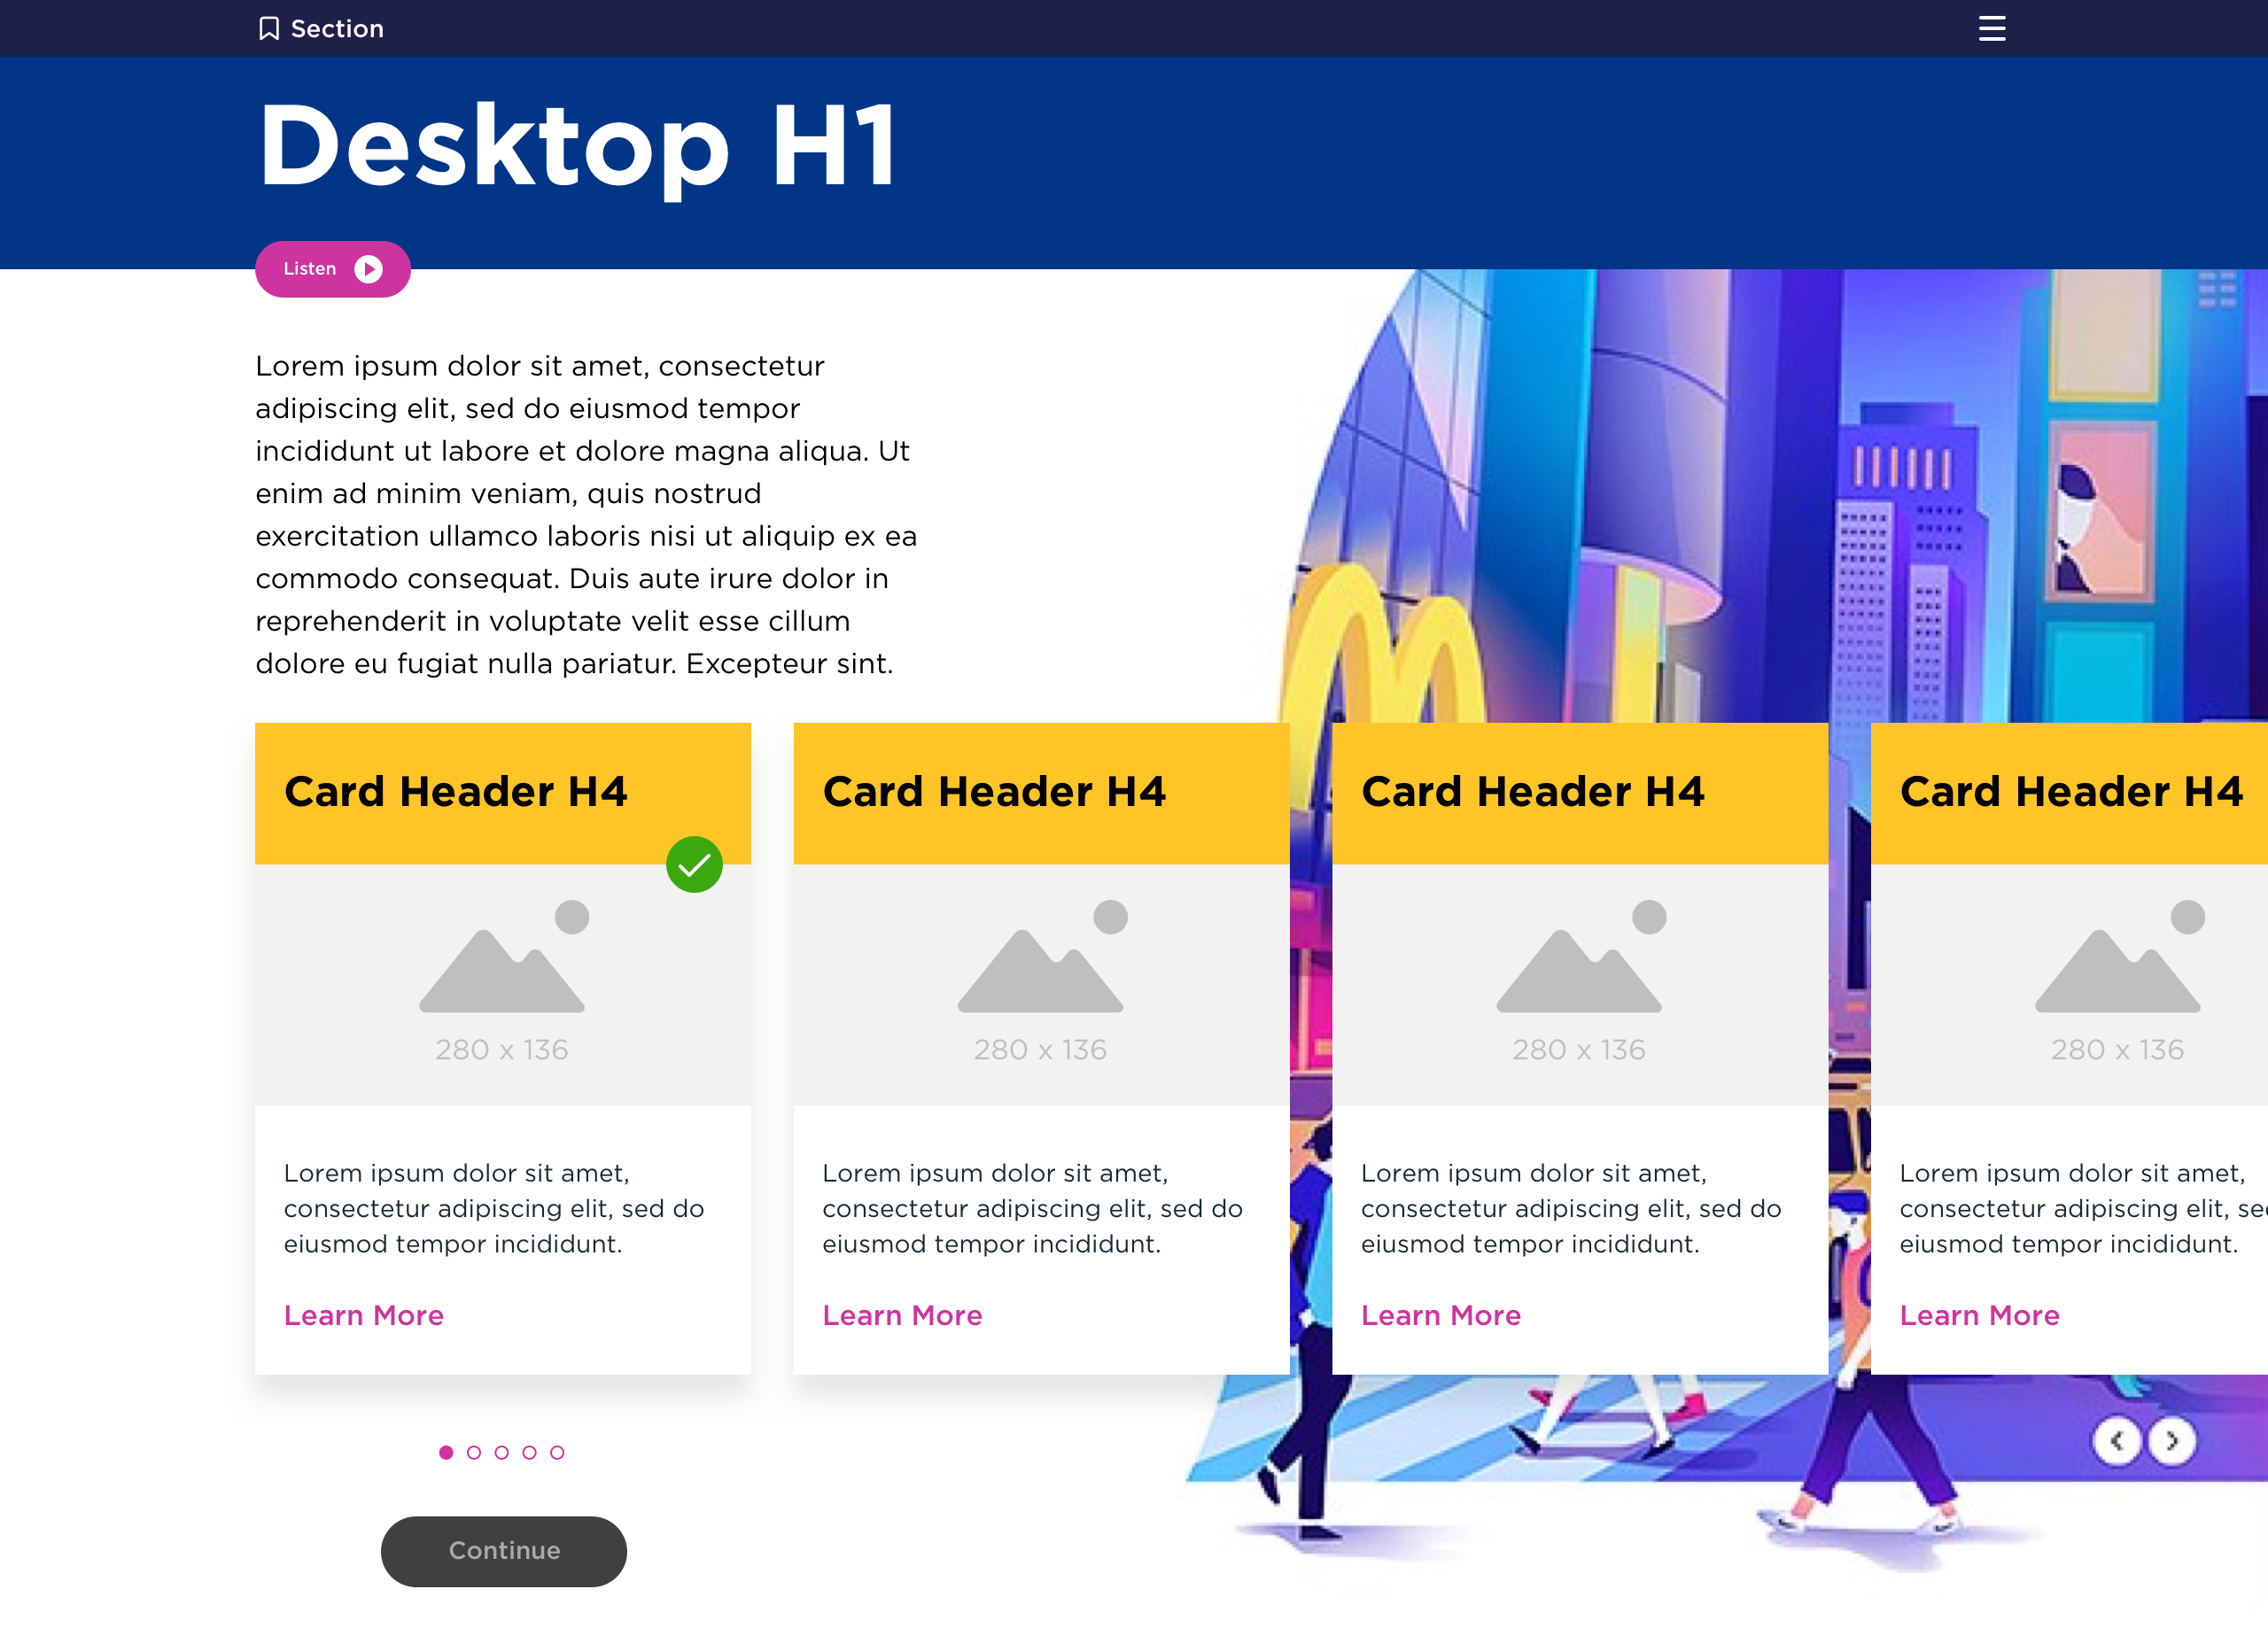 Section
Desktop H1
Listen
Lorem ipsum dolor sit amet, consectetur
adipiscing elit, sed do eiusmod tempor
incididunt ut labore et dolore magna aliqua. Ut
enim ad minim veniam, quis nostrud
exercitation ullamco laboris nisi ut aliquip ex ea
commodo consequat. Duis aute irure dolor in
reprehenderit in voluptate velit esse cillum
dolore eu fugiat nulla pariatur. Excepteur sint.
Card Header H4
280 x 136
Lorem ipsum dolor sit amet,
consectetur adipiscing elit, sed do
eiusmod tempor incididunt.
Learn More
Card Header H4
280 x 136
Lorem ipsum dolor sit amet,
consectetur adipiscing elit, sed do
eiusmod tempor incididunt.
Learn More
Card Header H4
280 x 136
Lorem ipsum dolor sit amet,
consectetur adipiscing elit, sed do
eiusmod tempor incididunt.
Learn More
Card Header H4
280 x 136
Lorem ipsum dolor sit amet,
consectetur adipiscing elit,
eiusmod tempor incididunt.
Learn More
Continue